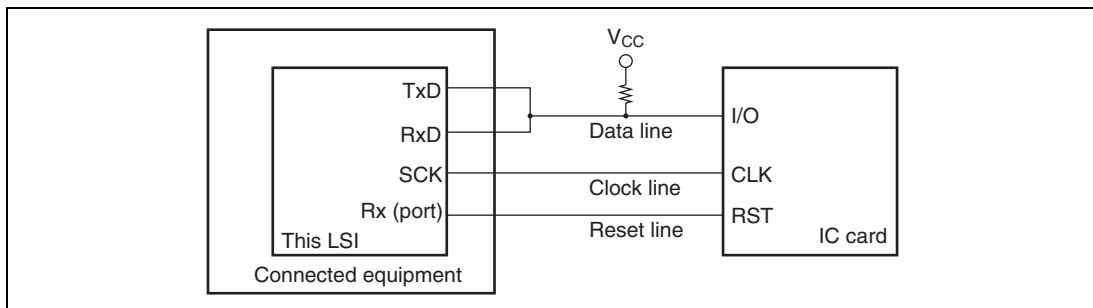 VCC
TxD
RxD
I/O
Data line
SCK
CLK
Clock line
Rx (port)
RST
Reset line
This LSI
IC card
Connected equipment